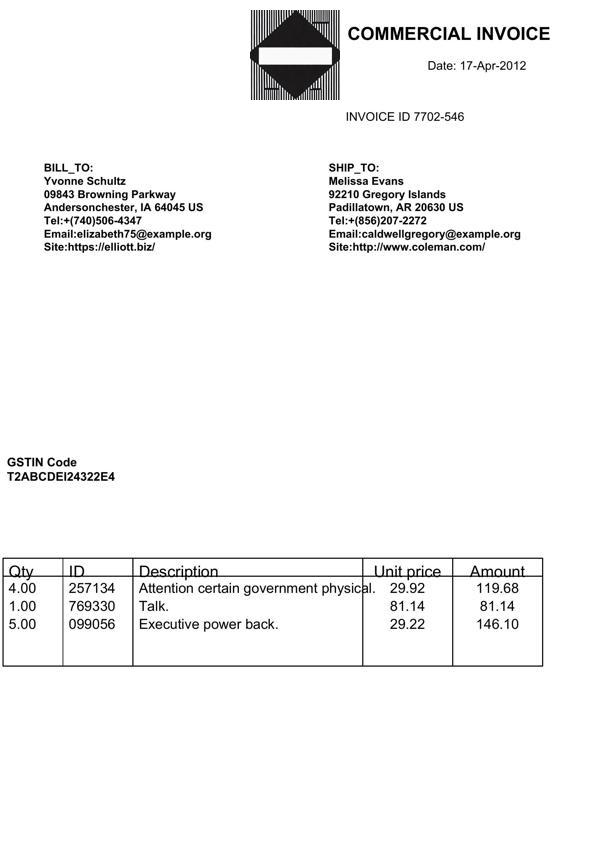 COMMERCIAL INVOICE
Date: 17-Apr-2012
INVOICE ID 7702-546
BILL_TO:
Yvonne Schultz
09843 Browning Parkway
Andersonchester, IA 64045 US
Tel:+(740)506-4347
Email:elizabeth75@example.org
Site:https://elliott.biz/
SHIP_TO:
Melissa Evans
92210 Gregory Islands
Padillatown, AR 20630 US
Tel:+(856)207-2272
Email:caldwellgregory@example.org
Site:http://www.coleman.com/
GSTIN Code
T2ABCDEI24322E4
Qty ID Description Unit price Amount
4.00 257134 Attention certain government physical. 29.92 119.68
1.00 769330 Talk. 81.14 81.14
5.00 099056 Executive power back. 29.22 146.10